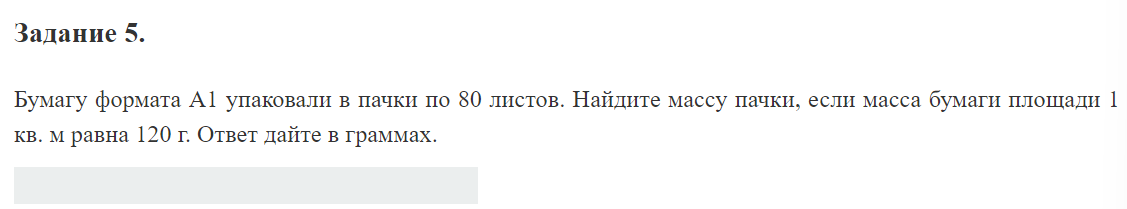 Задание 5.
Бумагу формата А1 упаковали в пачки по 80 листов. Найдите массу пачки, если масса бумаги площади 1
кв. м равна 120 г. Ответ дайте в граммах.